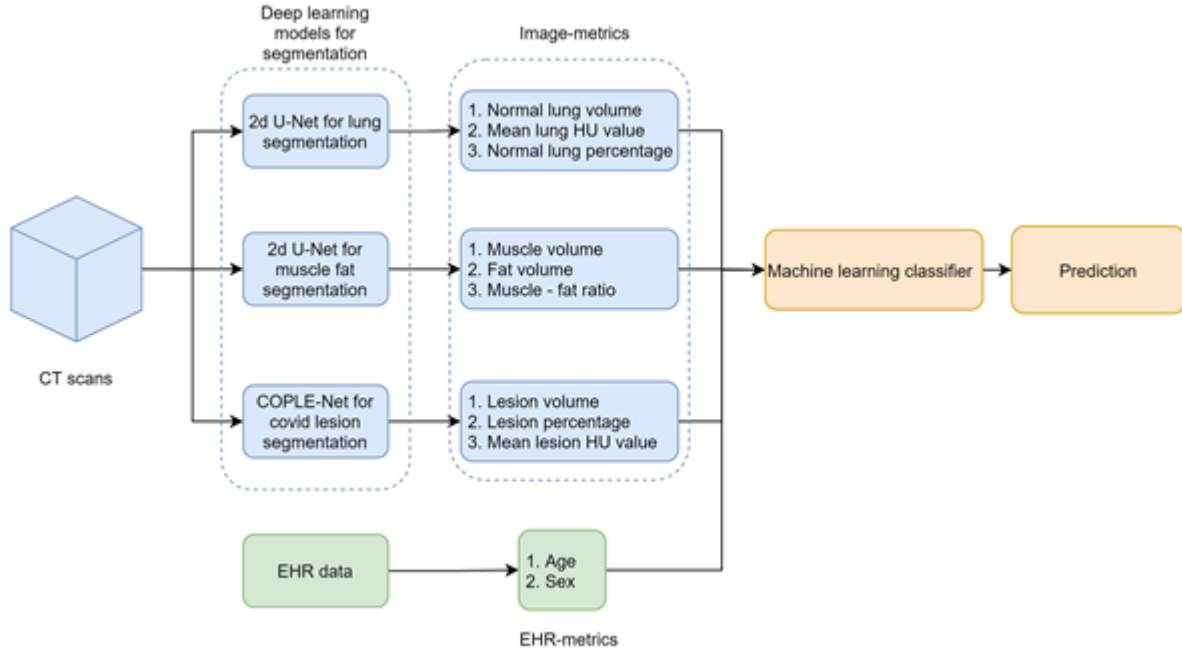 Deep learning
models for
segmentation
Image-metrics
2d U-Net for lung
segmentation
1. Normal lung volume
2. Mean lung HU value
3. Normal lung percentage
CT scans
2d U-Net for
muscle fat
segmentation
1. Muscle volume
2. Fat volume
3. Muscle - fat ratio
Machine learning classifier
Prediction
COPLE-Net for
covid lesion
segmentation
1. Lesion volume
2. Lesion percentage
3. Mean lesion HU value
EHR data
1. Age
2. Sex
EHR-metrics